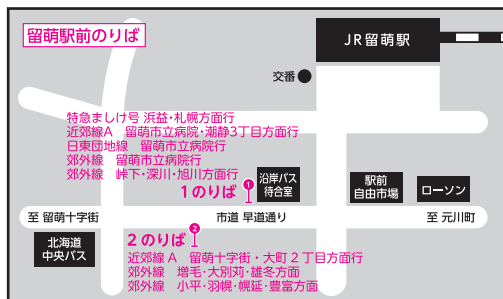 留萌駅前のりば
JR留萌駅
交番
特急ましけ号 浜益・札幌方面行
近郊線A 留萌市立病院・潮静3丁目方面行
日東団地線 留萌市立病院行
郊外線 留萌市立病院行
郊外線 峠下・深川・旭川方面行
1のりば
1
沿岸バス
待合室
駅前
自由市場
ローソン
至 留萌十字街
市道 早道通り
至 元川町
北海道
中央バス
2のりば
2
近郊線A 留萌十字街・大町2丁目方面行
郊外線 増毛・大別苅・雄冬方面
郊外線 小平・羽幌・幌延・豊富方面